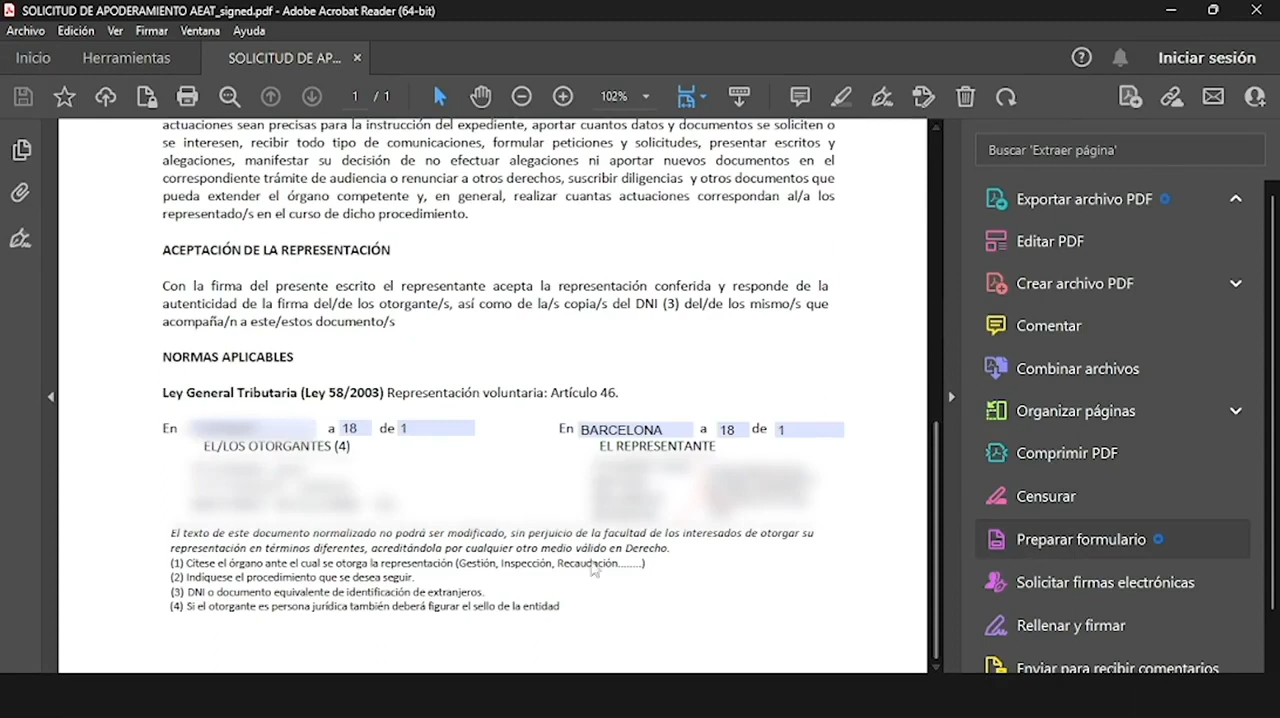 SOLICITUD DE APODERAMIENTO AEAT_signed.pdf - Adobe Acrobat Reader (64-bit)
Archivo Edición Ver Firmar Ventana Ayuda
Inicio Herramientas SOLICITUD DE AP... × Iniciar sesión
1 / 1 102%
Buscar 'Extraer página'
Exportar archivo PDF
Editar PDF
Crear archivo PDF
Comentar
Combinar archivos
Organizar páginas
Comprimir PDF
Censurar
Preparar formulario
Solicitar firmas electrónicas
Rellenar y firmar
Enviar para recibir comentarios
actuaciones sean precisas para la instrucción del expediente, aportar cuantos datos y documentos se soliciten o
se interesen, recibir todo tipo de comunicaciones, formular peticiones y solicitudes, presentar escritos y
alegaciones, manifestar su decisión de no efectuar alegaciones ni aportar nuevos documentos en el
correspondiente trámite de audiencia o renunciar a otros derechos, suscribir diligencias y otros documentos que
pueda extender el órgano competente y, en general, realizar cuantas actuaciones correspondan al/a los
representado/s en el curso de dicho procedimiento.
ACEPTACIÓN DE LA REPRESENTACIÓN
Con la firma del presente escrito el representante acepta la representación conferida y responde de la
autenticidad de la firma del/de los otorgante/s, así como de la/s copia/s del DNI (3) del/de los mismo/s que
acompaña/n a este/estos documento/s
NORMAS APLICABLES
Ley General Tributaria (Ley 58/2003) Representación voluntaria: Artículo 46.
En a 18 de 1 En BARCELONA a 18 de 1
EL/LOS OTORGANTES (4) EL REPRESENTANTE
El texto de este documento normalizado no podrá ser modificado, sin perjuicio de la facultad de los interesados de otorgar su
representación en términos diferentes, acreditándola por cualquier otro medio válido en Derecho.
(1) Cítese el órgano ante el cual se otorga la representación (Gestión, Inspección, Recaudación.......)
(2) Indíquese el procedimiento que se desea seguir.
(3) DNI o documento equivalente de identificación de extranjeros.
(4) Si el otorgante es persona jurídica también deberá figurar el sello de la entidad